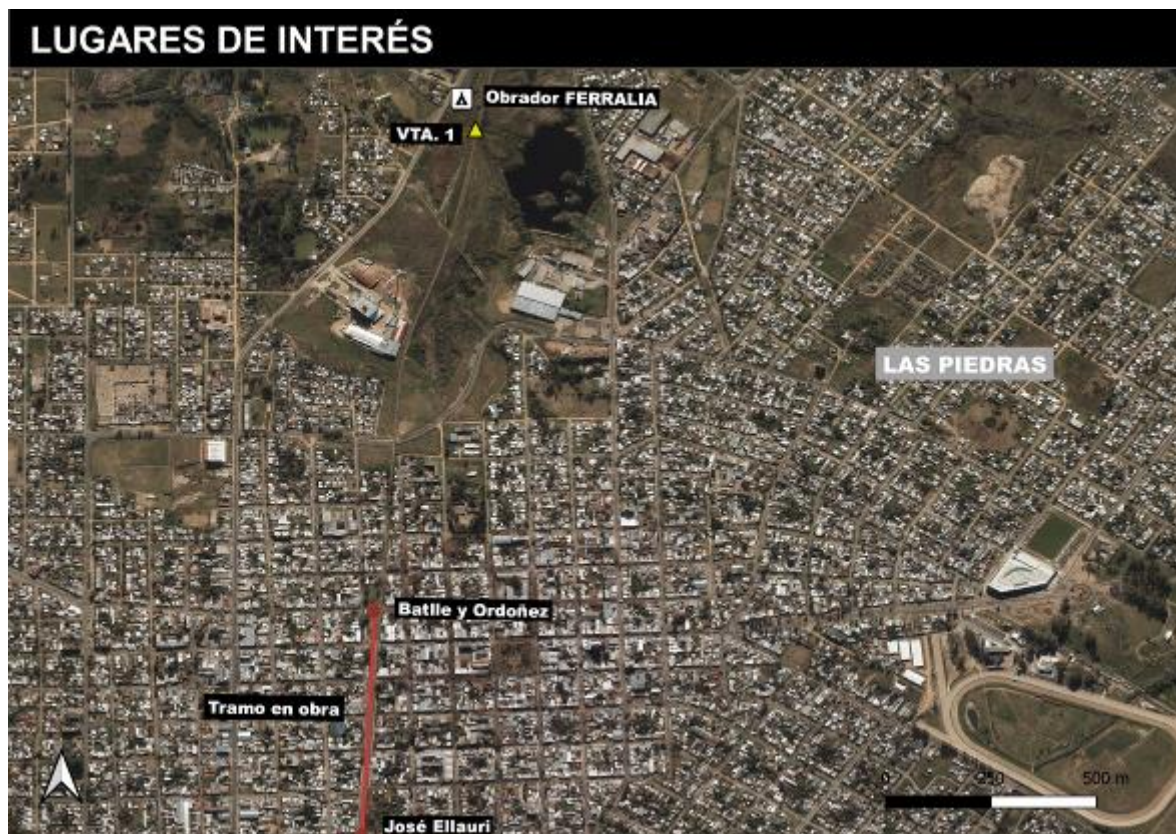 LUGARES DE INTERÉS
Obrador FERRALIA
VTA. 1
LAS PIEDRAS
Batlle y Ordoñez
Tramo en obra
0 250 500 m
José Ellauri